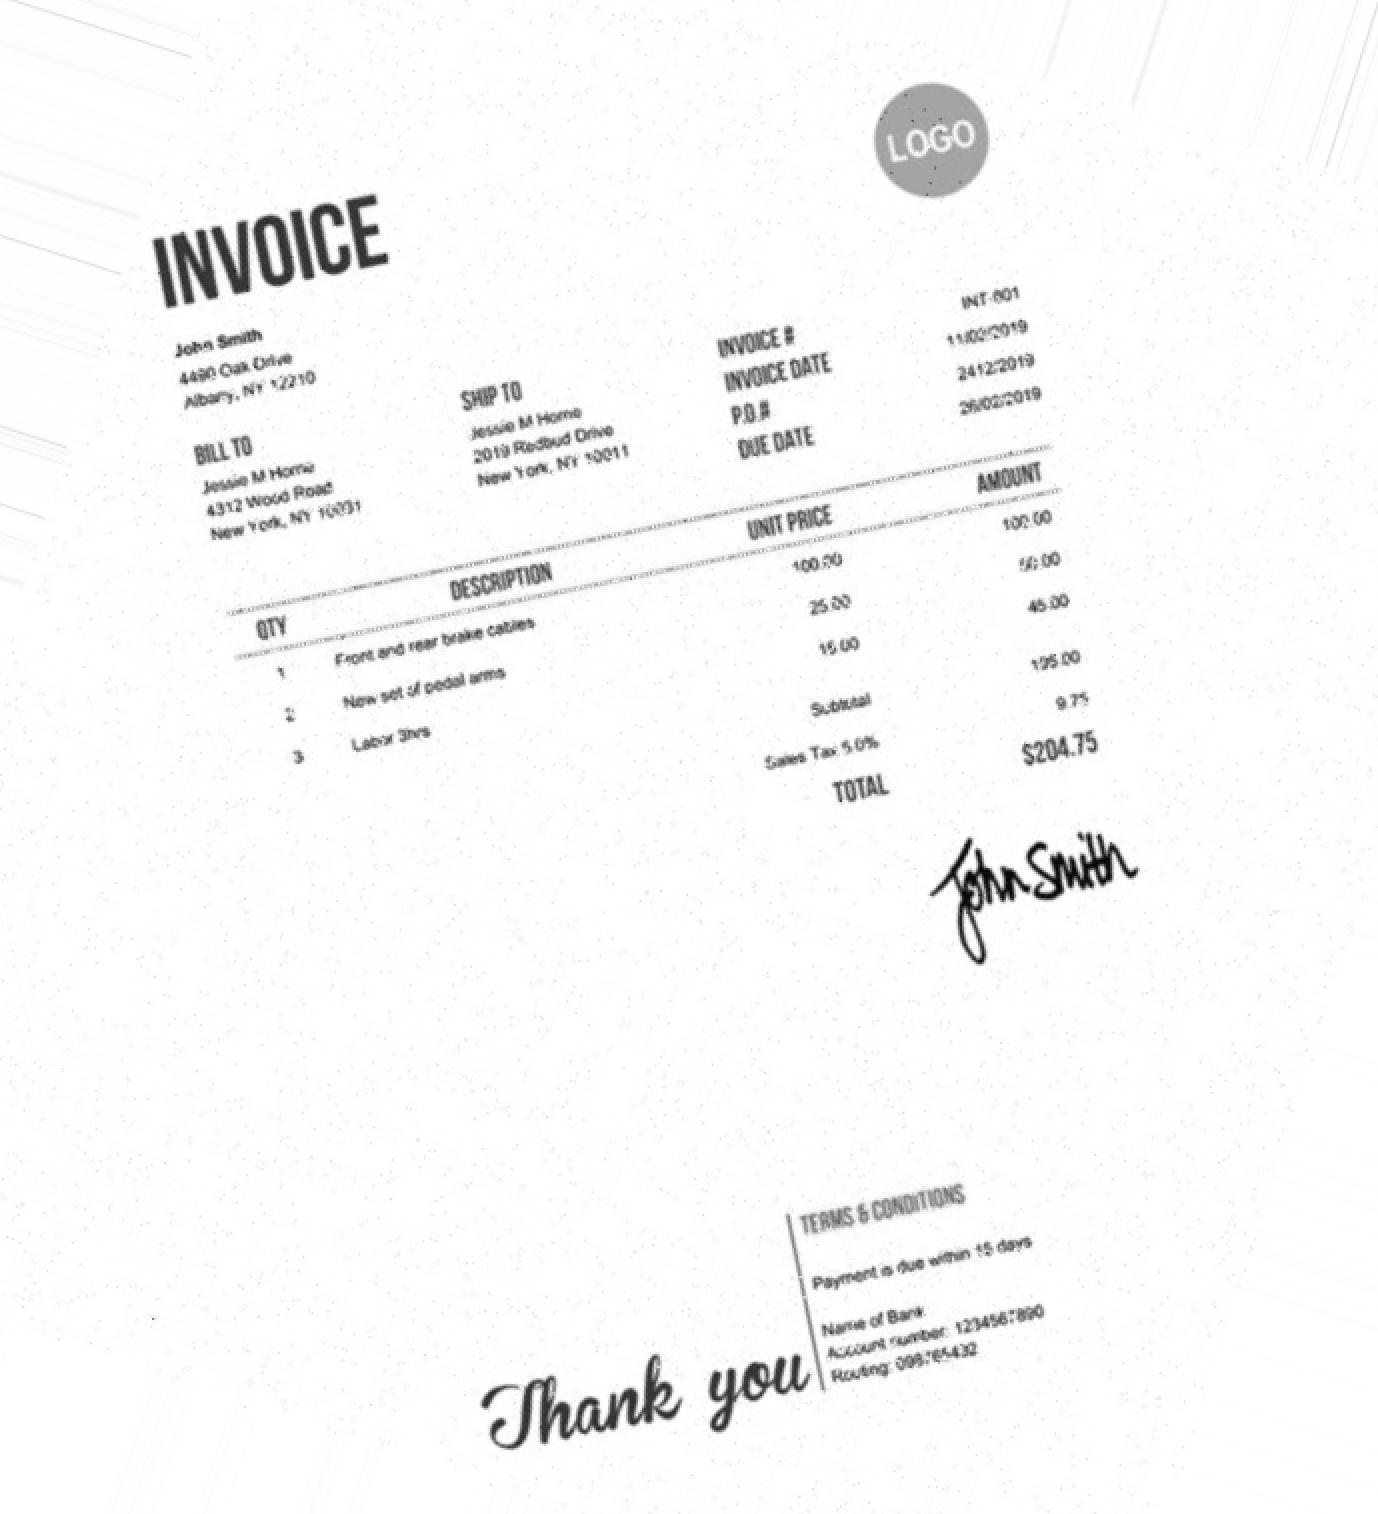 LOGO
INVOICE
John Smith
4490 Oak Drive
Albany, NY 12210
BILL TO
Jessie M Horne
4312 Wood Road
New York, NY 10031
SHIP TO
Jessie M Horne
2019 Redbud Drive
New York, NY 10011
INVOICE # INT-001
INVOICE DATE 11/02/2019
P.O.# 2412/2019
DUE DATE 26/02/2019
QTY DESCRIPTION UNIT PRICE AMOUNT
1 Front and rear brake cables 100.00 100.00
2 New set of pedal arms 25.00 50.00
3 Labor 3hrs 15.00 45.00
Subtotal 195.00
Sales Tax 5.0% 9.75
TOTAL $204.75
John Smith
TERMS & CONDITIONS
Payment is due within 15 days
Name of Bank
Account number: 1234567890
Routing: 098765432
Thank you